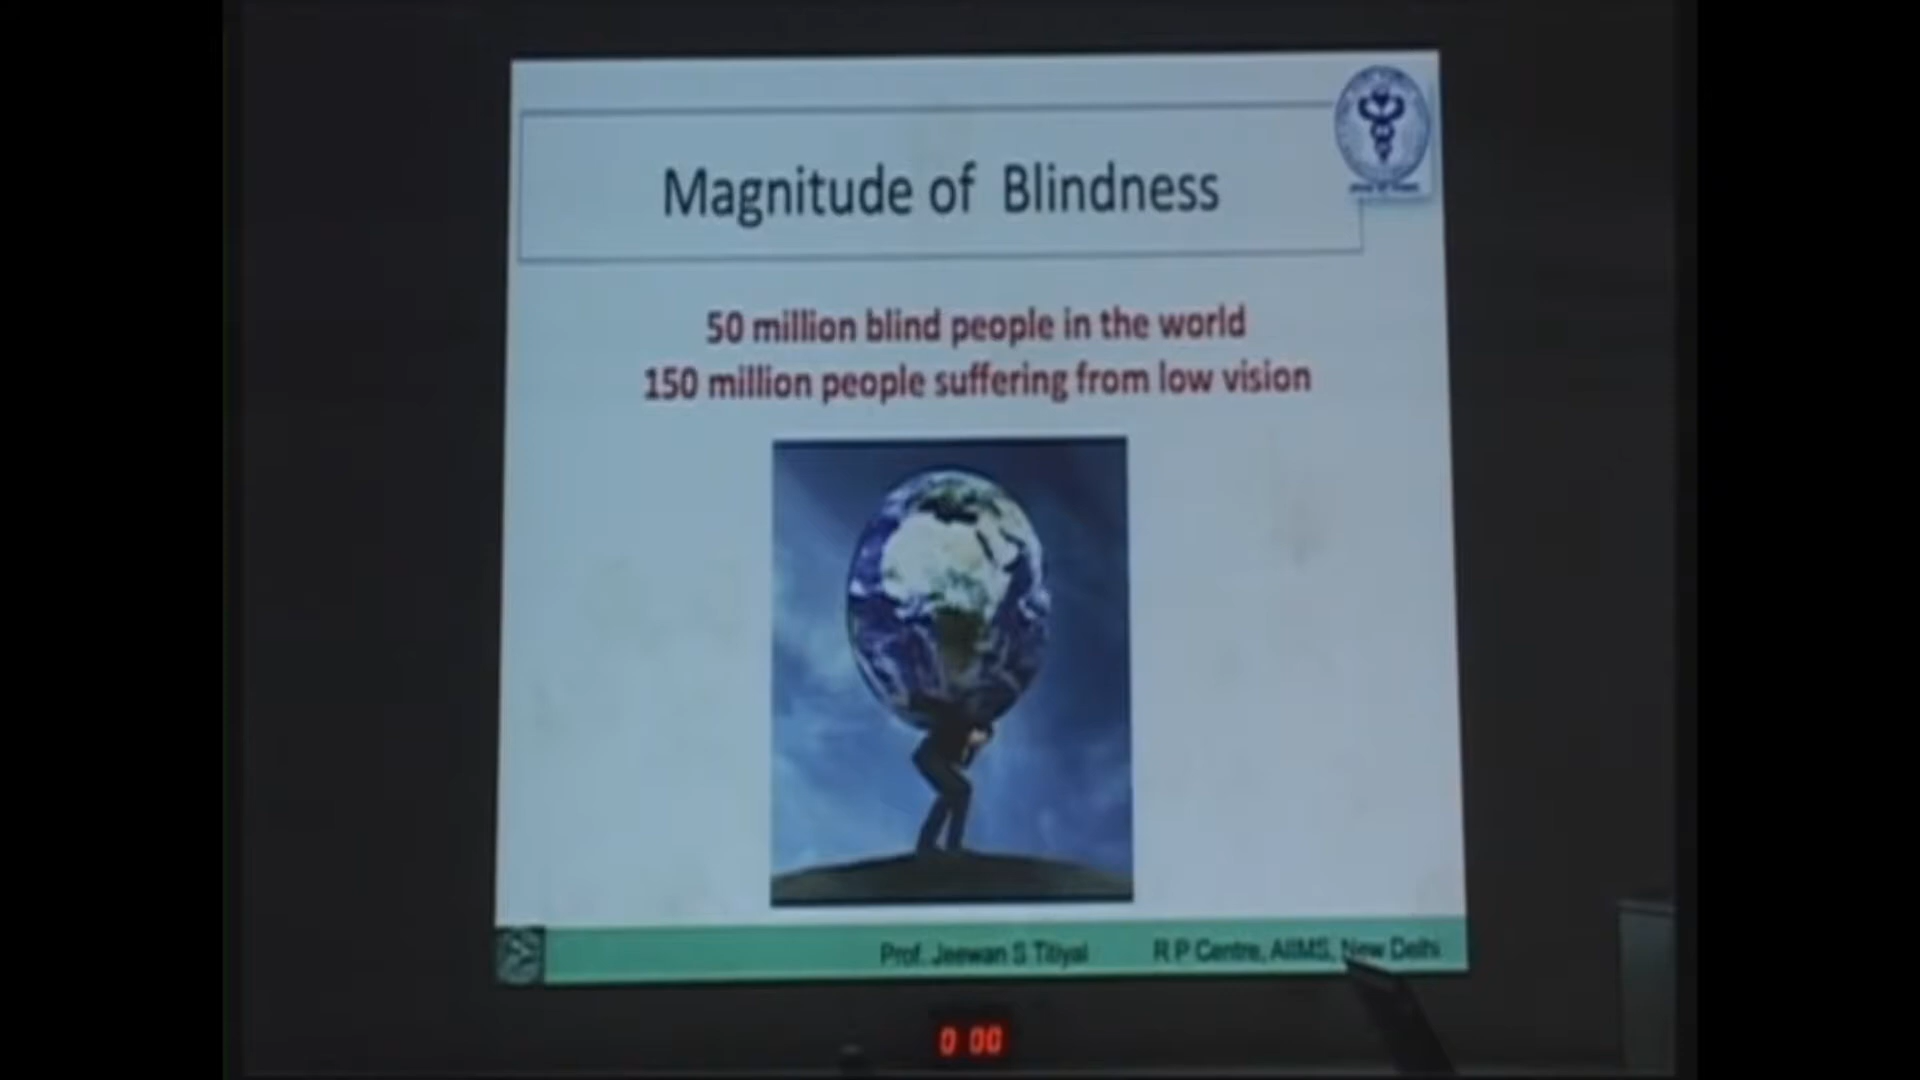 Magnitude of Blindness
50 million blind people in the world
150 million people suffering from low vision
Prof. Jeewan S Titiyal R P Centre, AIIMS, New Delhi
0 00